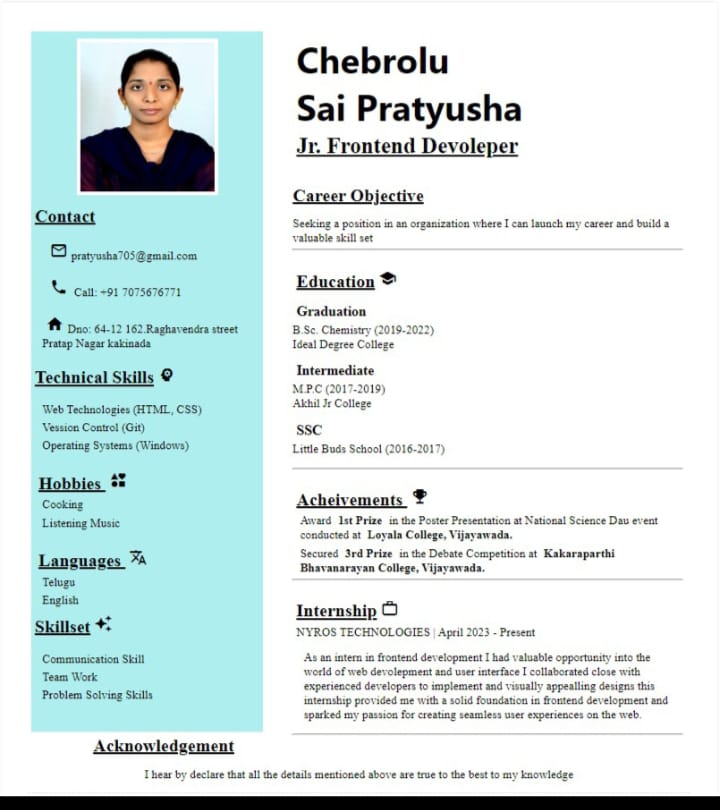 Chebrolu
Sai Pratyusha
Jr. Frontend Devoleper
Contact
pratyusha705@gmail.com
Call: +91 7075676771
Dno: 64-12 162.Raghavendra street
Pratap Nagar kakinada
Technical Skills
Web Technologies (HTML, CSS)
Vession Control (Git)
Operating Systems (Windows)
Hobbies
Cooking
Listening Music
Languages
Telugu
English
Skillset
Communication Skill
Team Work
Problem Solving Skills
Career Objective
Seeking a position in an organization where I can launch my career and build a
valuable skill set
Education
Graduation
B.Sc. Chemistry (2019-2022)
Ideal Degree College
Intermediate
M.P.C (2017-2019)
Akhil Jr College
SSC
Little Buds School (2016-2017)
Acheivements
Award 1st Prize in the Poster Presentation at National Science Dau event
conducted at Loyala College, Vijayawada.
Secured 3rd Prize in the Debate Competition at Kakaraparthi
Bhavanarayan College, Vijayawada.
Internship
NYROS TECHNOLOGIES | April 2023 - Present
As an intern in frontend development I had valuable opportunity into the
world of web devolepment and user interface I collaborated close with
experienced developers to implement and visually appealling designs this
internship provided me with a solid foundation in frontend development and
sparked my passion for creating seamless user experiences on the web.
Acknowledgement
I hear by declare that all the details mentioned above are true to the best to my knowledge